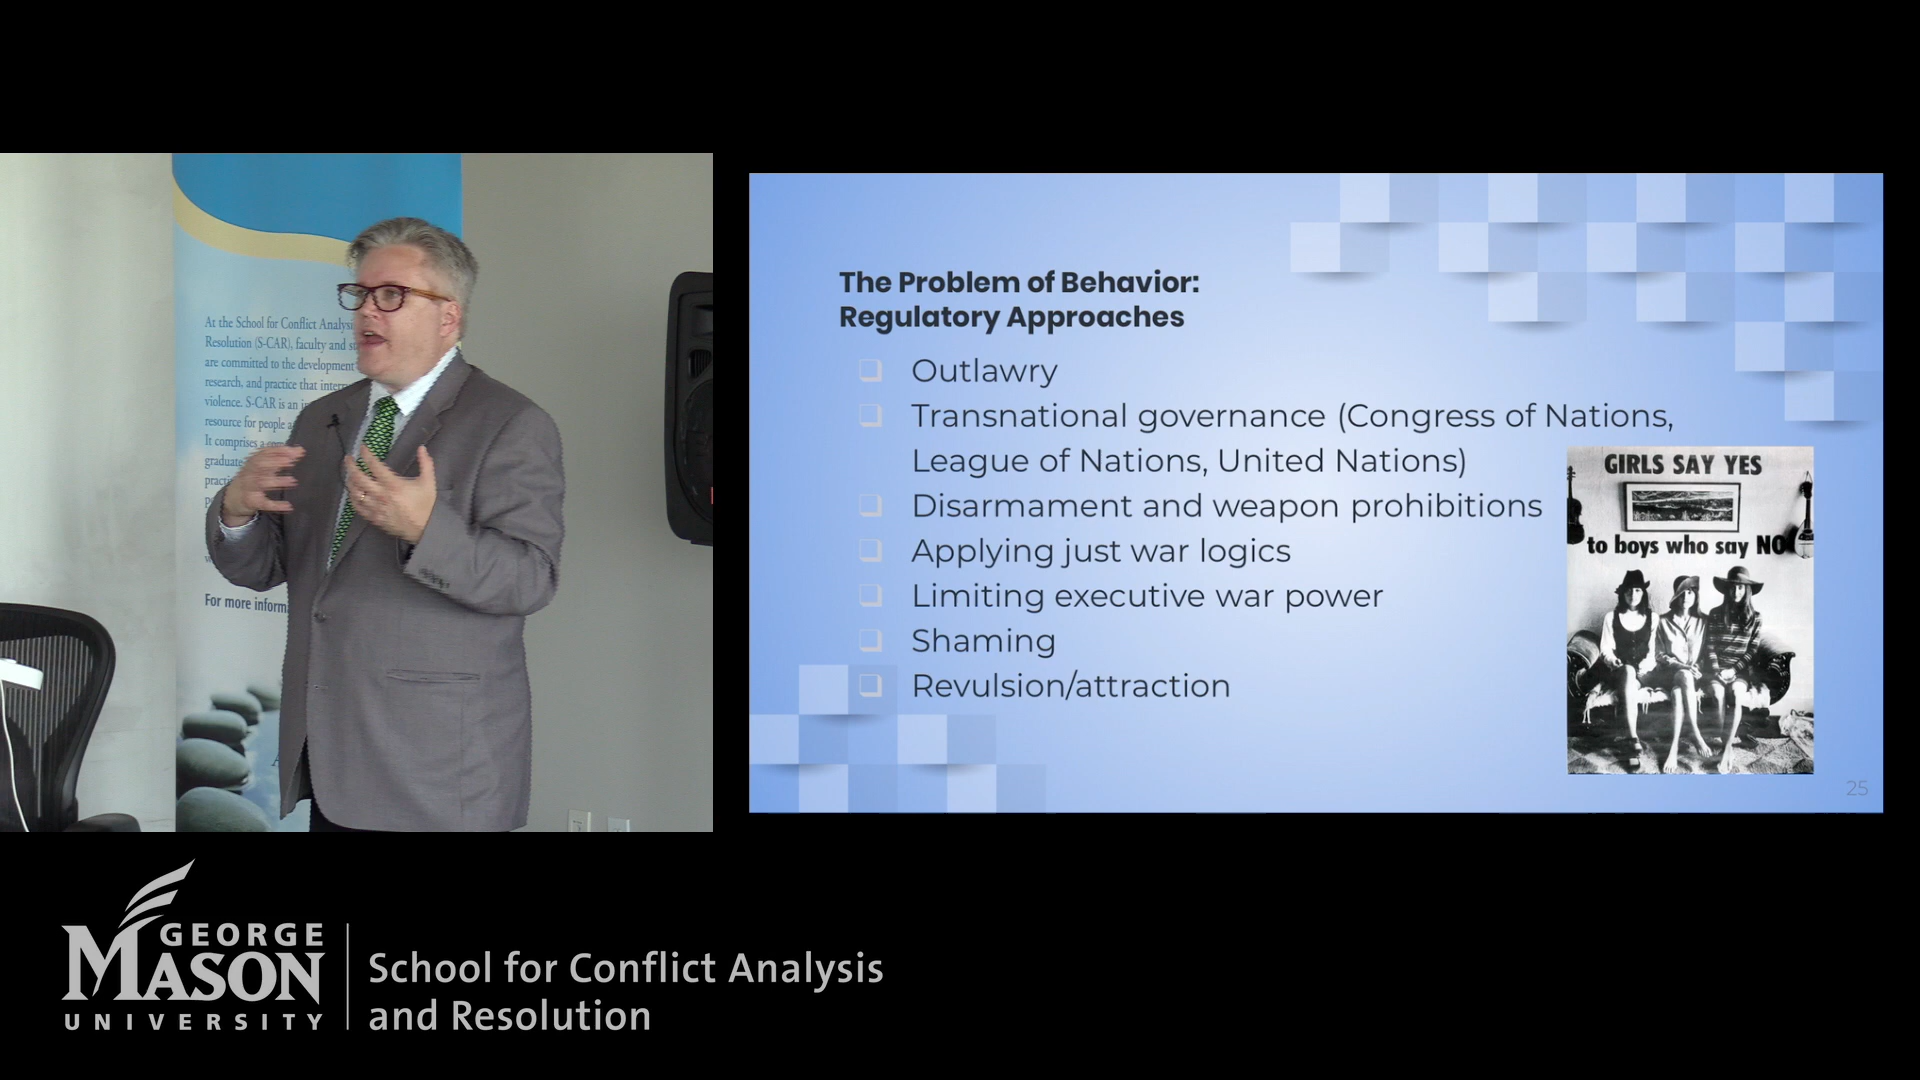 At the School for Conflict Analysis
Resolution (S-CAR), faculty and
are committed to the development
research, and practice that
violence. S-CAR is an
resource for people
It comprises a
For more
The Problem of Behavior:
Regulatory Approaches
Outlawry
Transnational governance (Congress of Nations,
League of Nations, United Nations)
Disarmament and weapon prohibitions
Applying just war logics
Limiting executive war power
Shaming
Revulsion/attraction
GIRLS SAY YES
to boys who say NO
25
GEORGE
MASON
UNIVERSITY
School for Conflict Analysis
and Resolution